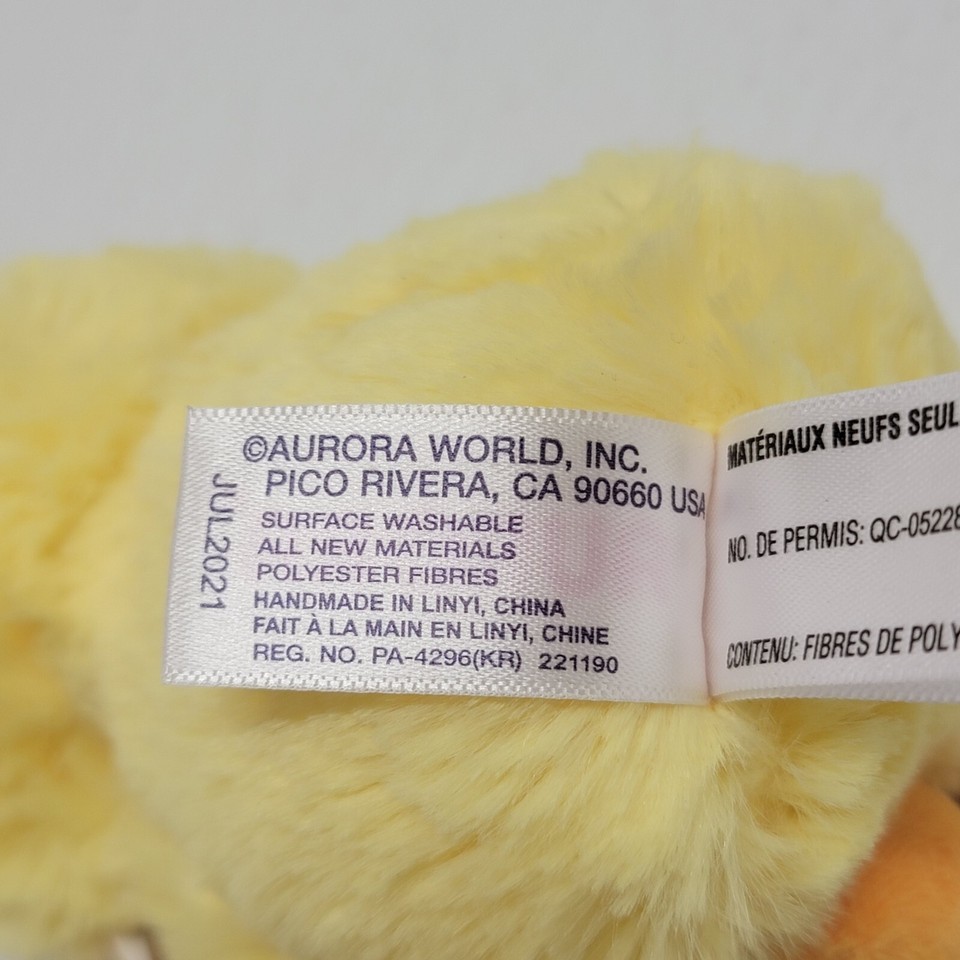 ©AURORA WORLD, INC.
PICO RIVERA, CA 90660 USA
SURFACE WASHABLE
ALL NEW MATERIALS
POLYESTER FIBRES
HANDMADE IN LINYI, CHINA
FAIT À LA MAIN EN LINYI, CHINE
REG. NO. PA-4296(KR) 221190
JUL2021
MATÉRIAUX NEUFS SEUL
NO. DE PERMIS: QC-05228
CONTENU: FIBRES DE POLY